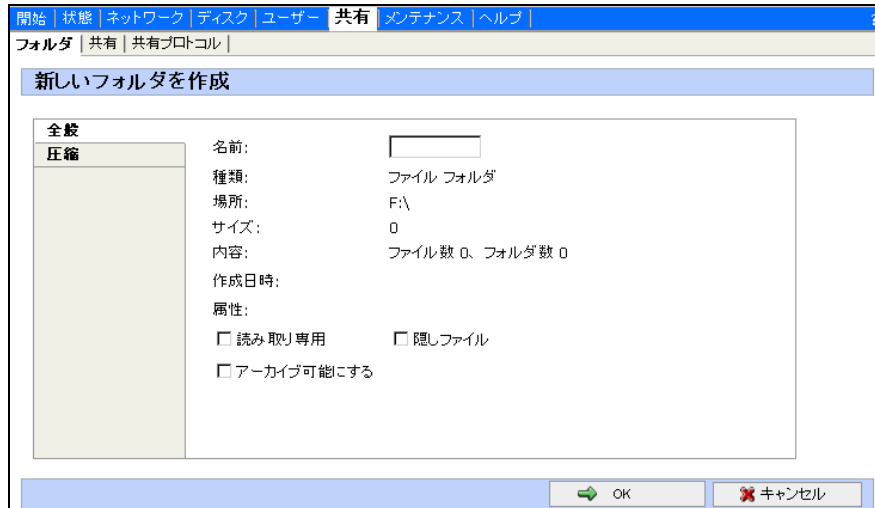 開始 | 状態 | ネットワーク | ディスク | ユーザー | 共有 | メンテナンス | ヘルプ |
フォルダ | 共有 | 共有プロトコル |
新しいフォルダを作成
全般
圧縮
名前:
種類: ファイル フォルダ
場所: F:\
サイズ: 0
内容: ファイル数 0、フォルダ数 0
作成日時:
属性:
読み取り専用 隠しファイル
アーカイブ可能にする
OK キャンセル